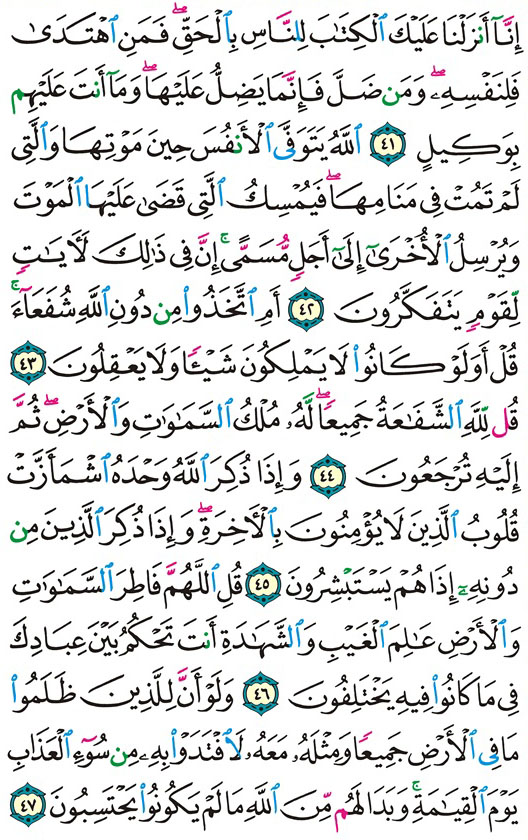 إِنَّآ أَنزَلْنَا عَلَيْكَ ٱلْكِتَٰبَ لِلنَّاسِ بِٱلْحَقِّ ۖ فَمَنِ ٱهْتَدَىٰ
فَلِنَفْسِهِۦ ۖ وَمَن ضَلَّ فَإِنَّمَا يَضِلُّ عَلَيْهَا ۖ وَمَآ أَنتَ عَلَيْهِم
بِوَكِيلٍ ٤١ ٱللَّهُ يَتَوَفَّى ٱلْأَنفُسَ حِينَ مَوْتِهَا وَٱلَّتِى
لَمْ تَمُتْ فِى مَنَامِهَا ۖ فَيُمْسِكُ ٱلَّتِى قَضَىٰ عَلَيْهَا ٱلْمَوْتَ
وَيُرْسِلُ ٱلْأُخْرَىٰٓ إِلَىٰٓ أَجَلٍ مُّسَمًّى ۚ إِنَّ فِى ذَٰلِكَ لَءَايَٰتٍ
لِّقَوْمٍ يَتَفَكَّرُونَ ٤٢ أَمِ ٱتَّخَذُوا۟ مِن دُونِ ٱللَّهِ شُفَعَآءَ ۚ
قُلْ أَوَلَوْ كَانُوا۟ لَا يَمْلِكُونَ شَيْـًٔا وَلَا يَعْقِلُونَ ٤٣
قُل لِّلَّهِ ٱلشَّفَٰعَةُ جَمِيعًا ۖ لَّهُۥ مُلْكُ ٱلسَّمَٰوَٰتِ وَٱلْأَرْضِ ۖ ثُمَّ
إِلَيْهِ تُرْجَعُونَ ٤٤ وَإِذَا ذُكِرَ ٱللَّهُ وَحْدَهُ ٱشْمَأَزَّتْ
قُلُوبُ ٱلَّذِينَ لَا يُؤْمِنُونَ بِٱلْءَاخِرَةِ ۖ وَإِذَا ذُكِرَ ٱلَّذِينَ مِن
دُونِهِۦٓ إِذَا هُمْ يَسْتَبْشِرُونَ ٤٥ قُلِ ٱللَّهُمَّ فَاطِرَ ٱلسَّمَٰوَٰتِ
وَٱلْأَرْضِ عَٰلِمَ ٱلْغَيْبِ وَٱلشَّهَٰدَةِ أَنتَ تَحْكُمُ بَيْنَ عِبَادِكَ
فِى مَا كَانُوا۟ فِيهِ يَخْتَلِفُونَ ٤٦ وَلَوْ أَنَّ لِلَّذِينَ ظَلَمُوا۟
مَا فِى ٱلْأَرْضِ جَمِيعًا وَمِثْلَهُۥ مَعَهُۥ لَٱفْتَدَوْا۟ بِهِۦ مِن سُوٓءِ ٱلْعَذَابِ
يَوْمَ ٱلْقِيَٰمَةِ ۚ وَبَدَا لَهُم مِّنَ ٱللَّهِ مَا لَمْ يَكُونُوا۟ يَحْتَسِبُونَ ٤٧